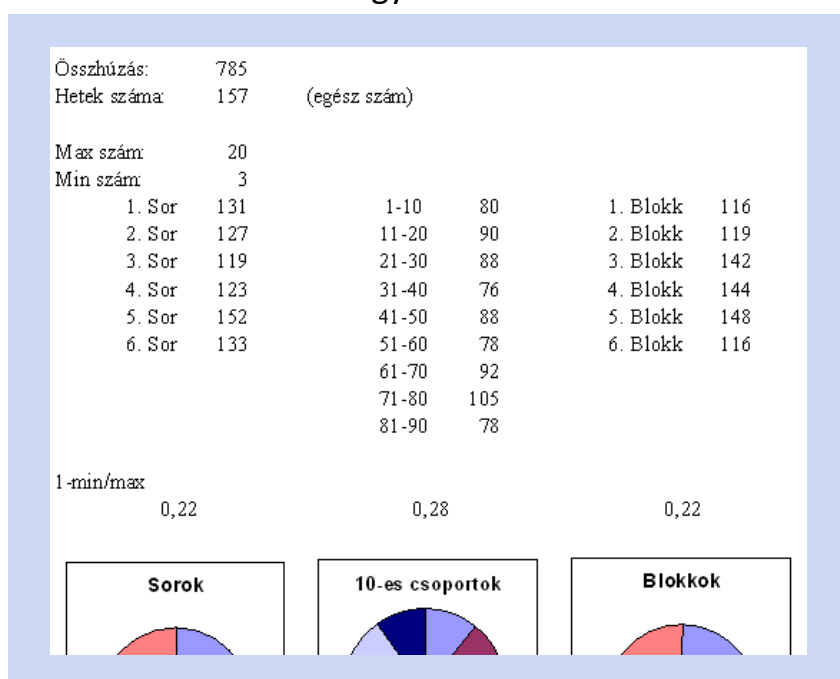 Összhúzás: 785
Hetek száma: 157 (egész szám)
Max szám: 20
Min szám: 3
1. Sor 131 1-10 80 1. Blokk 116
2. Sor 127 11-20 90 2. Blokk 119
3. Sor 119 21-30 88 3. Blokk 142
4. Sor 123 31-40 76 4. Blokk 144
5. Sor 152 41-50 88 5. Blokk 148
6. Sor 133 51-60 78 6. Blokk 116
61-70 92
71-80 105
81-90 78
1-min/max
0,22 0,28 0,22
Sorok 10-es csoportok Blokkok